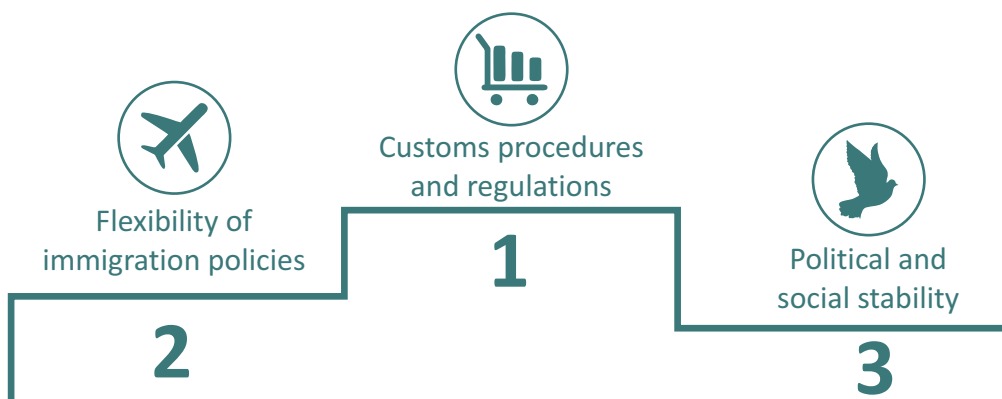 Flexibility of
immigration policies
2
Customs procedures
and regulations
1
Political and
social stability
3